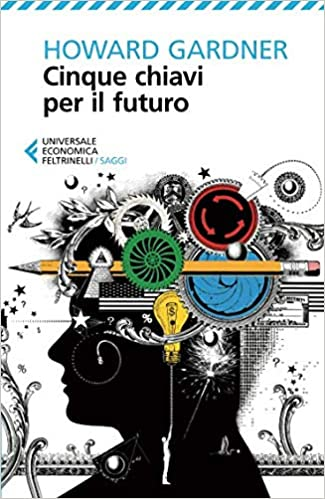 HOWARD GARDNER
Cinque chiavi
per il futuro
UNIVERSALE
ECONOMICA
FELTRINELLI/SAGGI